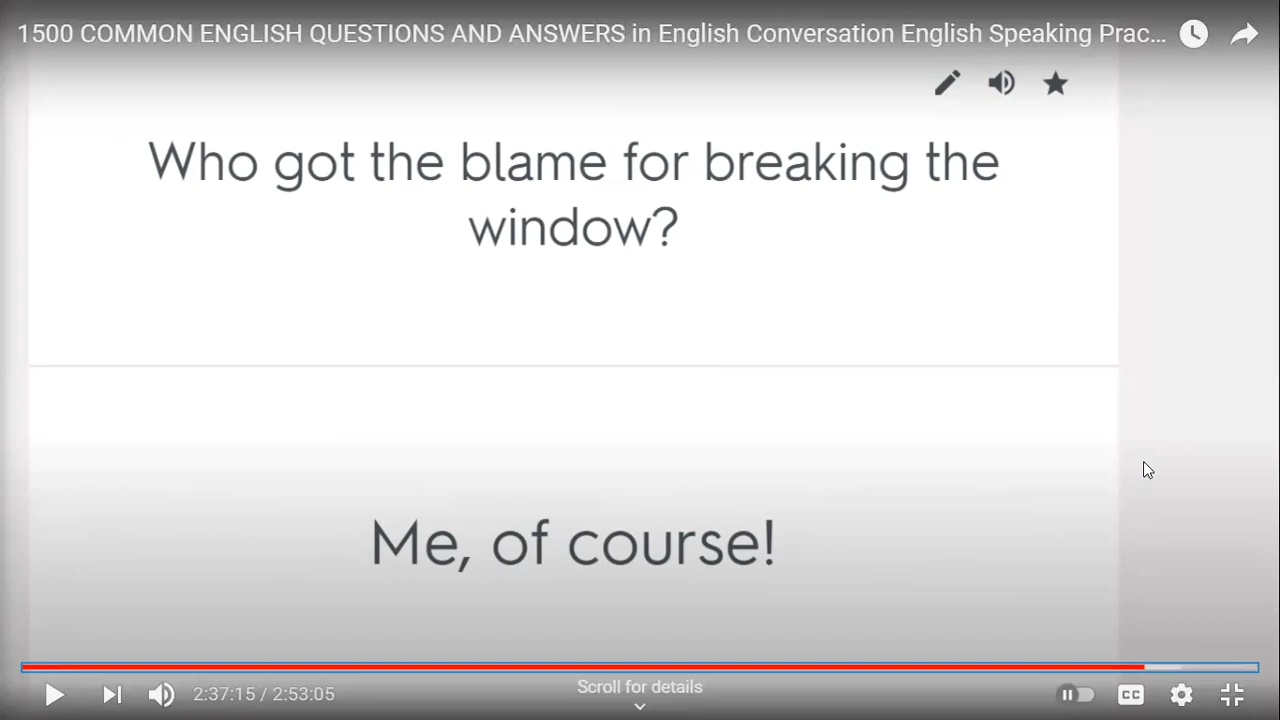 1500 COMMON ENGLISH QUESTIONS AND ANSWERS in English Conversation English Speaking Prac...
Who got the blame for breaking the
window?
Me, of course!
Scroll for details
2:37:15 / 2:53:05
CC